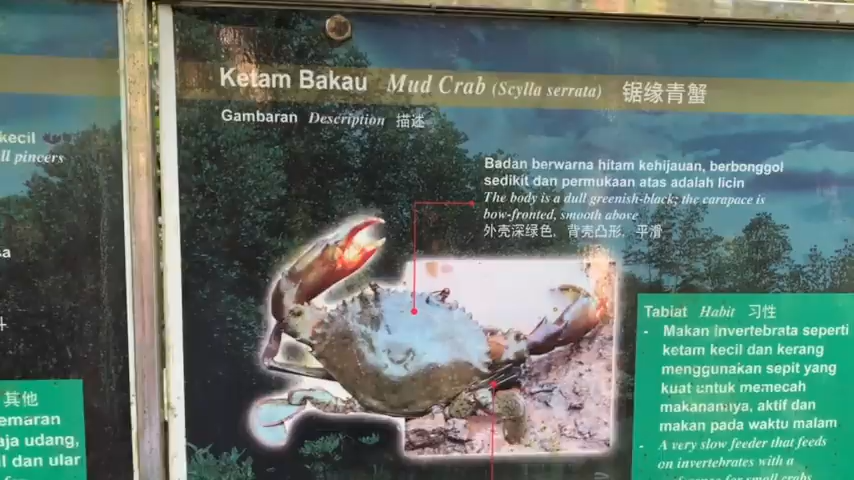 Ketam Bakau Mud Crab (Scylla serrata) 锯缘青蟹
Gambaran Description 描述
Badan berwarna hitam kehijauan, berbonggol
sedikit dan permukaan atas adalah licin
The body is a dull greenish-black; the carapace is
bow-fronted, smooth above
外壳深绿色, 背壳凸形, 平滑
Tabiat Habit 习性
- Makan invertebrata seperti
ketam kecil dan kerang
menggunakan sepit yang
kuat untuk memecah
makanannya, aktif dan
makan pada waktu malam
- A very slow feeder that feeds
on invertebrates with a
small crabs
kecil
pincers
其他
udang,
dan ular